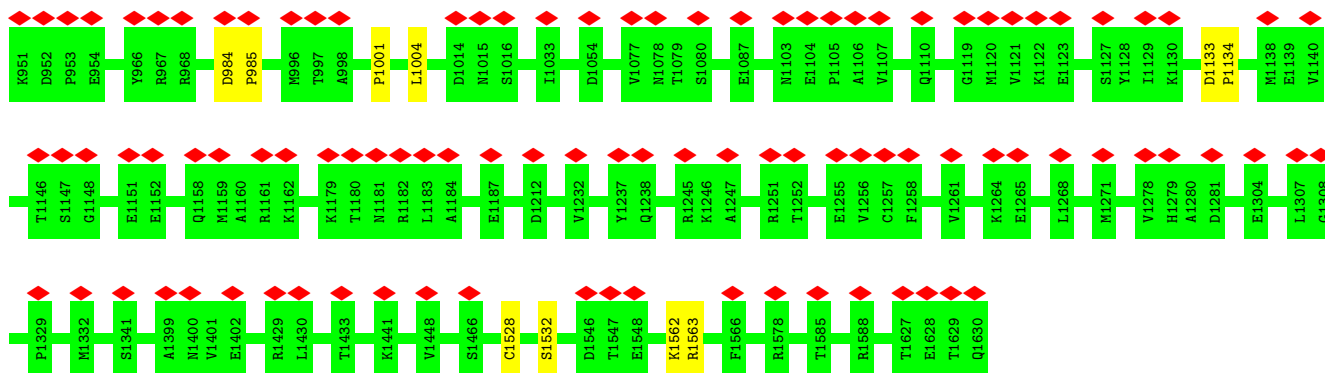 K951 D952 P953 E954 Y966 R967 R968 D984 P985 M996 T997 A998 P1001 L1004 D1014 N1015 S1016 I1033 D1054 V1077 N1078 T1079 S1080 E1087 N1103 E1104 P1105 A1106 V1107 Q1110 G1119 M1120 V1121 K1122 E1123 S1127 Y1128 I1129 K1130 D1133 P1134 M1138 E1139 V1140
T1146 S1147 G1148 E1151 E1152 Q1158 M1159 A1160 R1161 K1162 K1179 T1180 N1181 R1182 L1183 A1184 E1187 D1212 V1232 Y1237 Q1238 R1245 K1246 A1247 R1251 T1252 E1255 V1256 C1257 F1258 V1261 K1264 E1265 L1268 M1271 V1278 H1279 A1280 D1281 E1304 L1307 G1308
P1329 M1332 S1341 A1399 N1400 V1401 E1402 R1429 L1430 T1433 K1441 V1448 S1466 C1528 S1532 D1546 T1547 E1548 K1562 R1563 F1566 R1578 T1585 R1588 T1627 E1628 T1629 Q1630